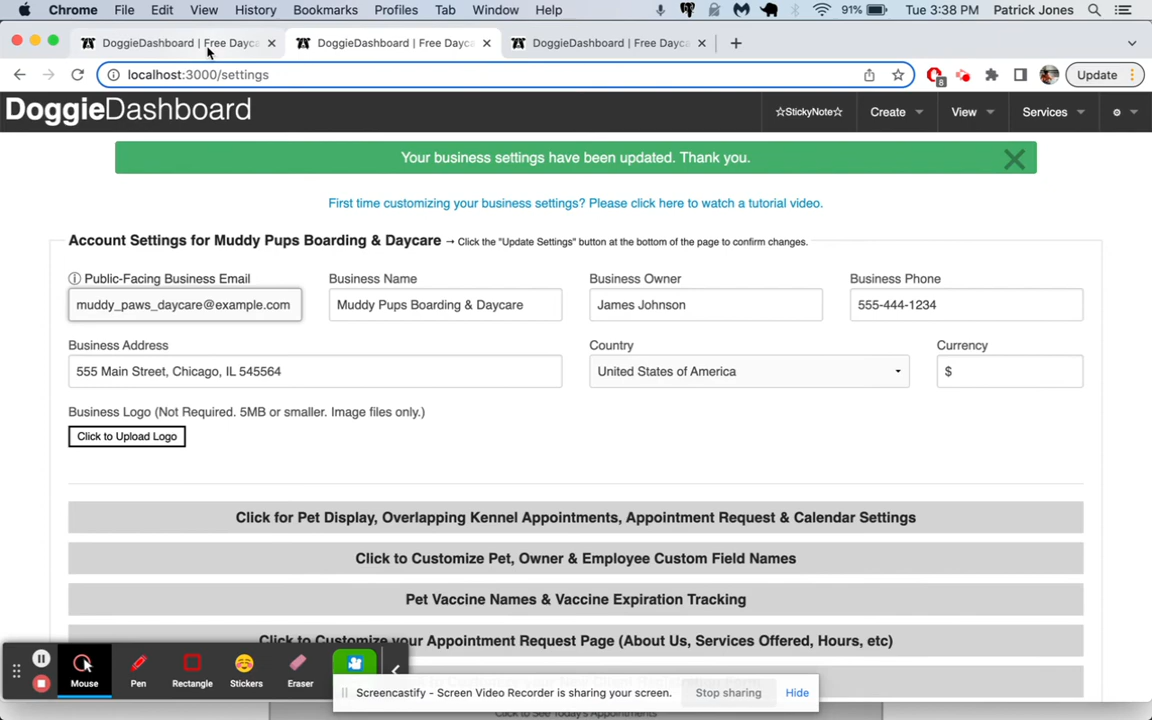 Chrome File Edit View History Bookmarks Profiles Tab Window Help 91% Tue 3:38 PM Patrick Jones
DoggieDashboard | Free Dayca DoggieDashboard | Free Dayca DoggieDashboard | Free Dayca
localhost:3000/settings 8 Update
DoggieDashboard ☆StickyNote☆ Create View Services
Your business settings have been updated. Thank you.
First time customizing your business settings? Please click here to watch a tutorial video.
Account Settings for Muddy Pups Boarding & Daycare → Click the "Update Settings" button at the bottom of the page to confirm changes.
Public-Facing Business Email Business Name Business Owner Business Phone
muddy_paws_daycare@example.com Muddy Pups Boarding & Daycare James Johnson 555-444-1234
Business Address Country Currency
555 Main Street, Chicago, IL 545564 United States of America $
Business Logo (Not Required. 5MB or smaller. Image files only.)
Click to Upload Logo
Click for Pet Display, Overlapping Kennel Appointments, Appointment Request & Calendar Settings
Click to Customize Pet, Owner & Employee Custom Field Names
Pet Vaccine Names & Vaccine Expiration Tracking
Click to Customize your Appointment Request Page (About Us, Services Offered, Hours, etc)
Mouse Pen Rectangle Stickers Eraser
Screencastify - Screen Video Recorder is sharing your screen. Stop sharing Hide
Click to See Today's Appointments